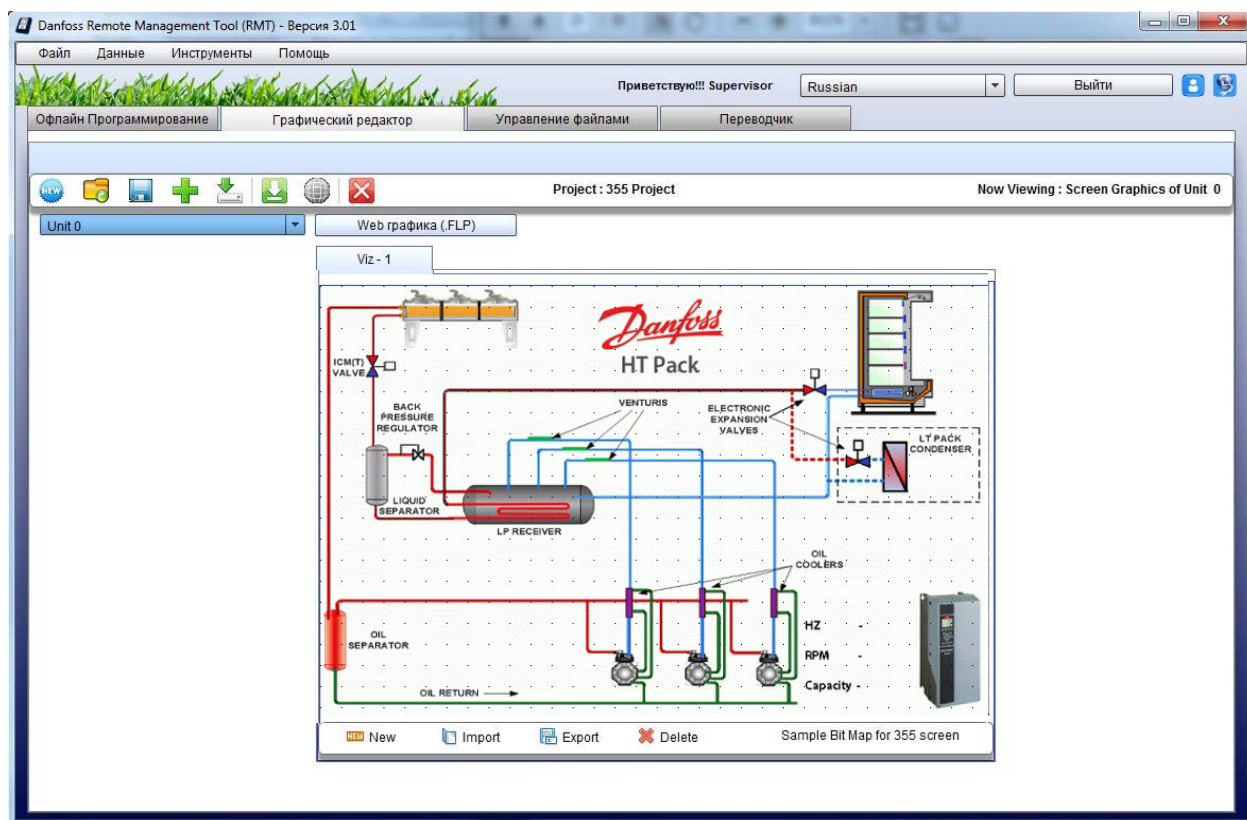 Danfoss Remote Management Tool (RMT) - Версия 3.01
Файл Данные Инструменты Помощь
Приветствую!!! Supervisor Russian Выйти
Офлайн Программирование Графический редактор Управление файлами Переводчик
NEW Project : 355 Project Now Viewing : Screen Graphics of Unit 0
Unit 0 Web графика (.FLP)
Viz - 1
Danfoss
HT Pack
ICM(T)
VALVE
BACK
PRESSURE
REGULATOR
VENTURIS
ELECTRONIC
EXPANSION
VALVES
LT PACK
CONDENSER
LIQUID
SEPARATOR
LP RECEIVER
OIL
COOLERS
OIL
SEPARATOR
HZ -
RPM -
Capacity -
OIL RETURN
NEW New Import Export Delete Sample Bit Map for 355 screen